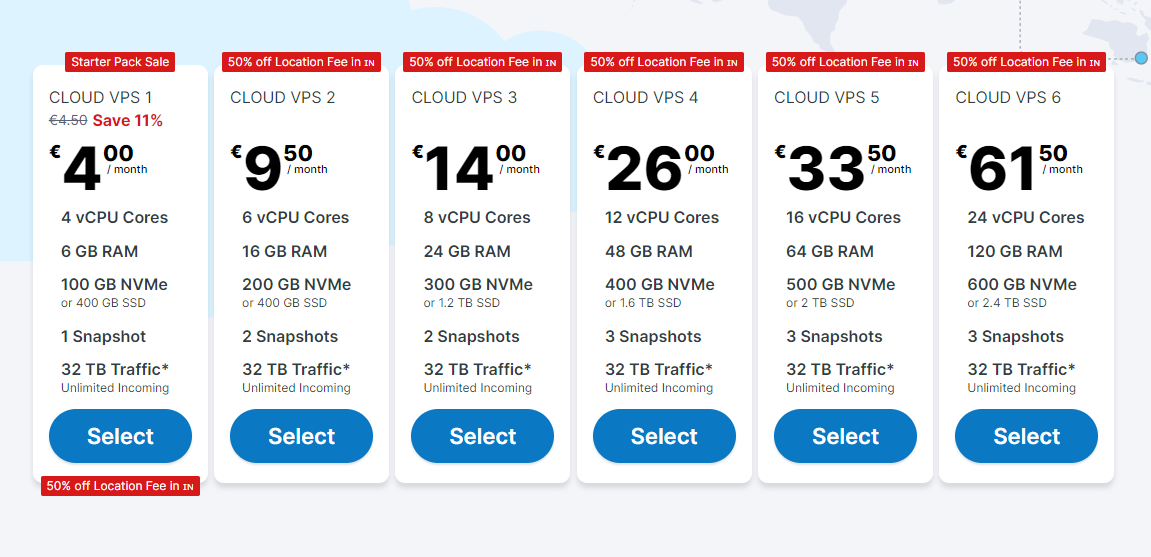 Starter Pack Sale
CLOUD VPS 1
€4.50 Save 11%
€4.00 / month
4 vCPU Cores
6 GB RAM
100 GB NVMe
or 400 GB SSD
1 Snapshot
32 TB Traffic*
Unlimited Incoming
Select
50% off Location Fee in IN
50% off Location Fee in IN
CLOUD VPS 2
€9.50 / month
6 vCPU Cores
16 GB RAM
200 GB NVMe
or 400 GB SSD
2 Snapshots
32 TB Traffic*
Unlimited Incoming
Select
50% off Location Fee in IN
CLOUD VPS 3
€14.00 / month
8 vCPU Cores
24 GB RAM
300 GB NVMe
or 1.2 TB SSD
2 Snapshots
32 TB Traffic*
Unlimited Incoming
Select
50% off Location Fee in IN
CLOUD VPS 4
€26.00 / month
12 vCPU Cores
48 GB RAM
400 GB NVMe
or 1.6 TB SSD
3 Snapshots
32 TB Traffic*
Unlimited Incoming
Select
50% off Location Fee in IN
CLOUD VPS 5
€33.50 / month
16 vCPU Cores
64 GB RAM
500 GB NVMe
or 2 TB SSD
3 Snapshots
32 TB Traffic*
Unlimited Incoming
Select
50% off Location Fee in IN
CLOUD VPS 6
€61.50 / month
24 vCPU Cores
120 GB RAM
600 GB NVMe
or 2.4 TB SSD
3 Snapshots
32 TB Traffic*
Unlimited Incoming
Select